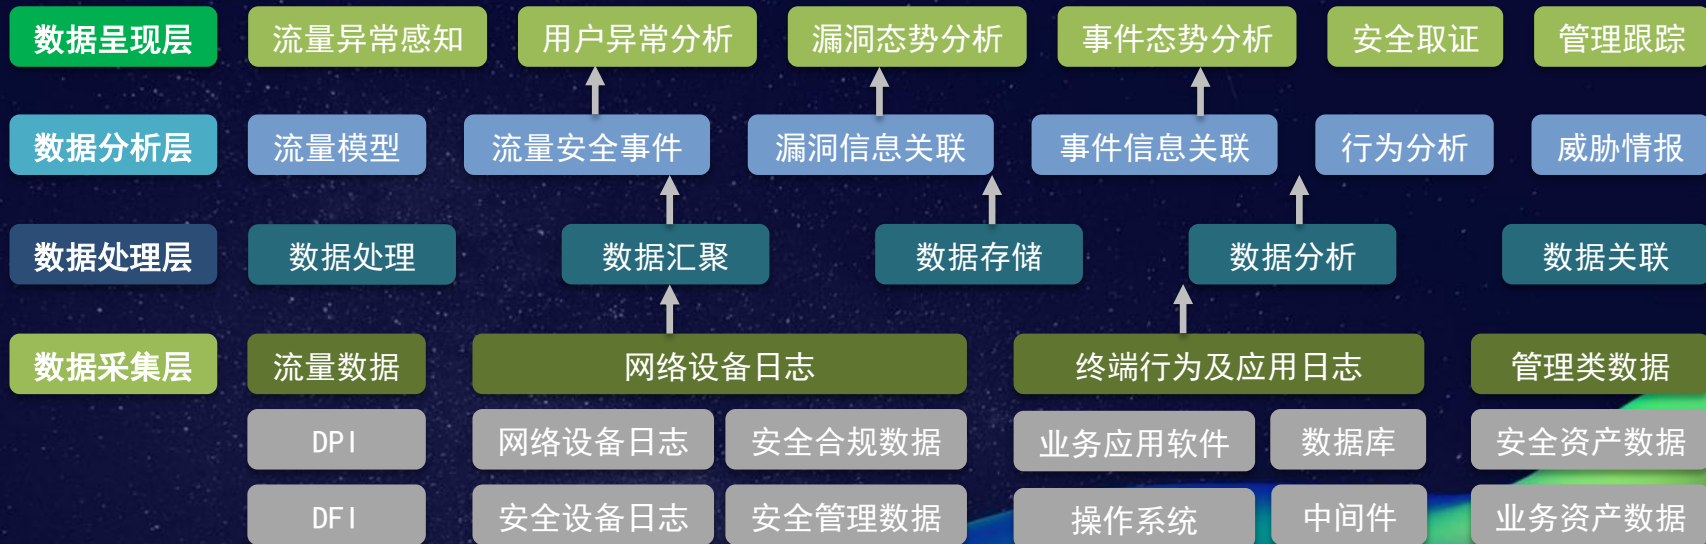 数据呈现层 流量异常感知 用户异常分析 漏洞态势分析 事件态势分析 安全取证 管理跟踪
数据分析层 流量模型 流量安全事件 漏洞信息关联 事件信息关联 行为分析 威胁情报
数据处理层 数据处理 数据汇聚 数据存储 数据分析 数据关联
数据采集层 流量数据 网络设备日志 终端行为及应用日志 管理类数据
DPI 网络设备日志 安全合规数据 业务应用软件 数据库 安全资产数据
DFI 安全设备日志 安全管理数据 操作系统 中间件 业务资产数据